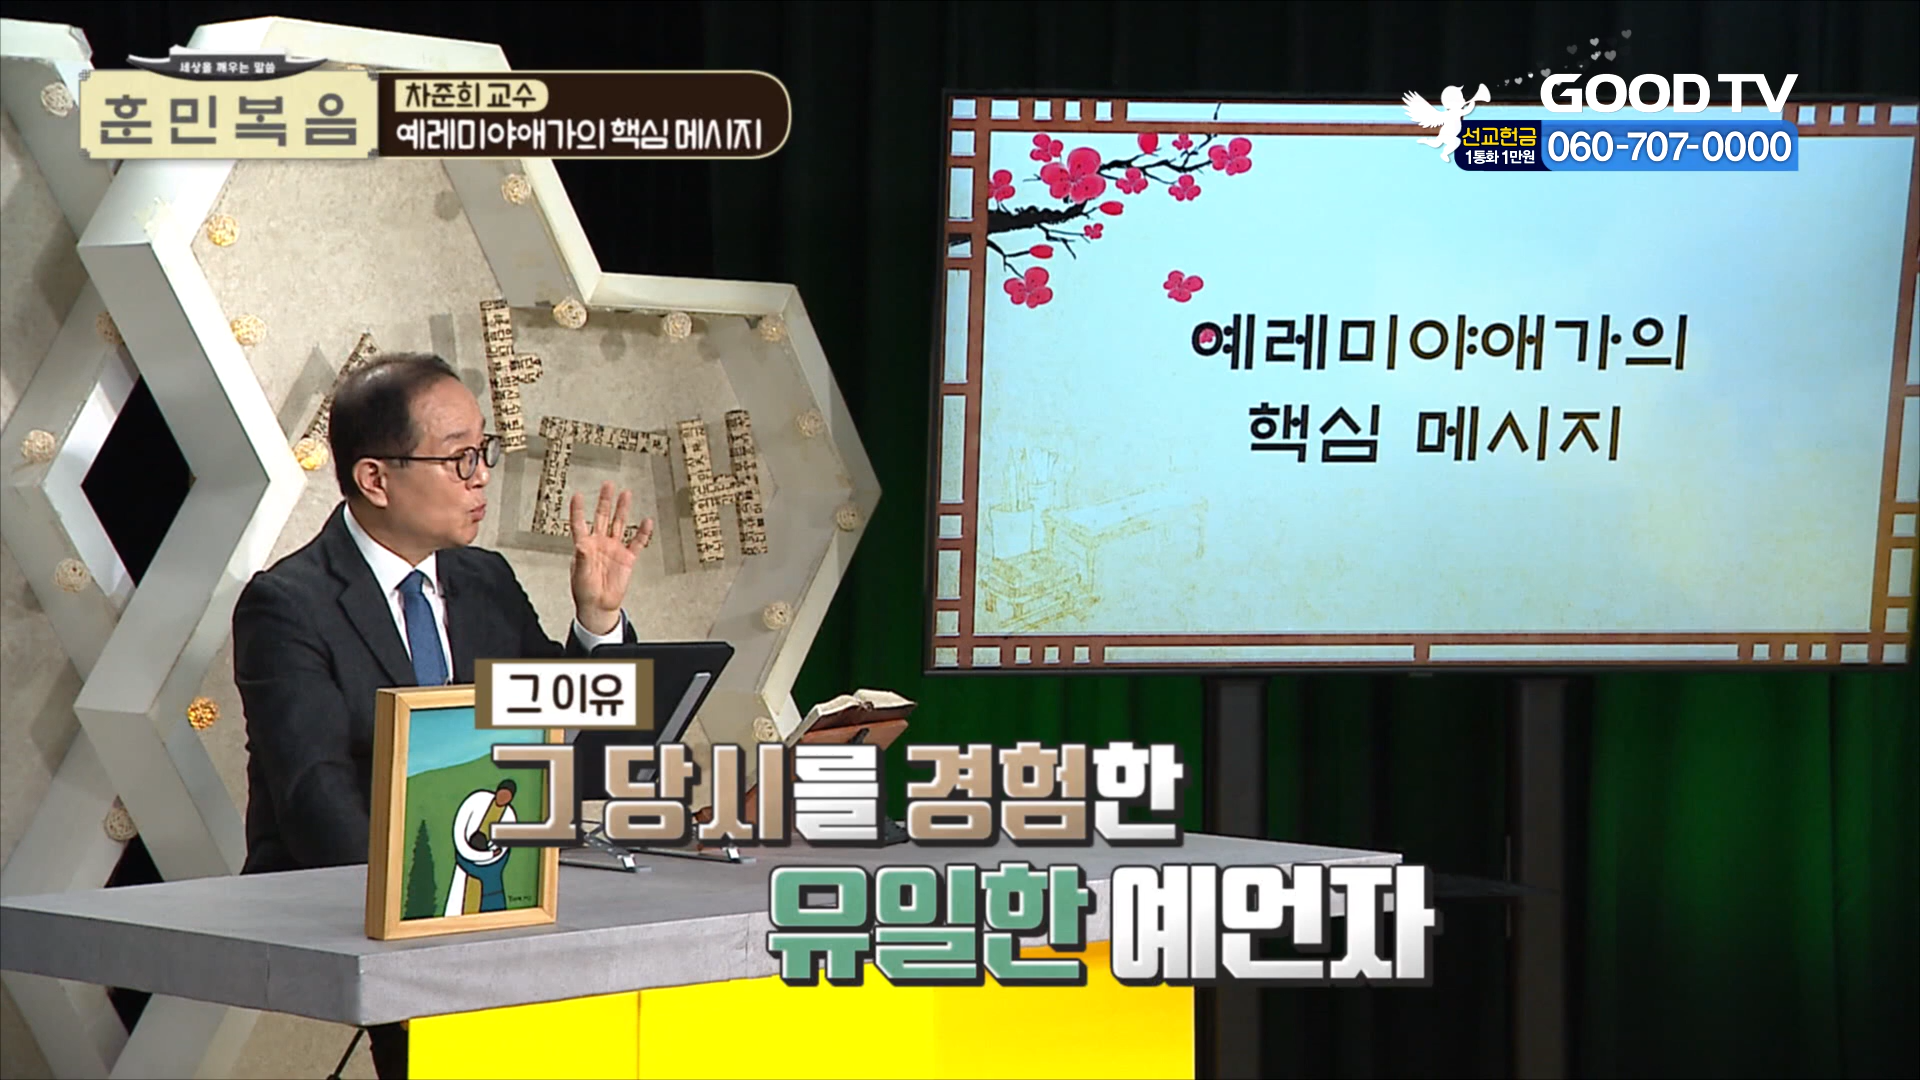 세상을 깨우는 말씀
훈민복음
차준희 교수
예레미야애가의 핵심 메시지
GOOD TV
선교헌금
1통화 1만원
060-707-0000
예레미야애가의
핵심 메시지
그 이유
그 당시를 경험한
유일한 예언자